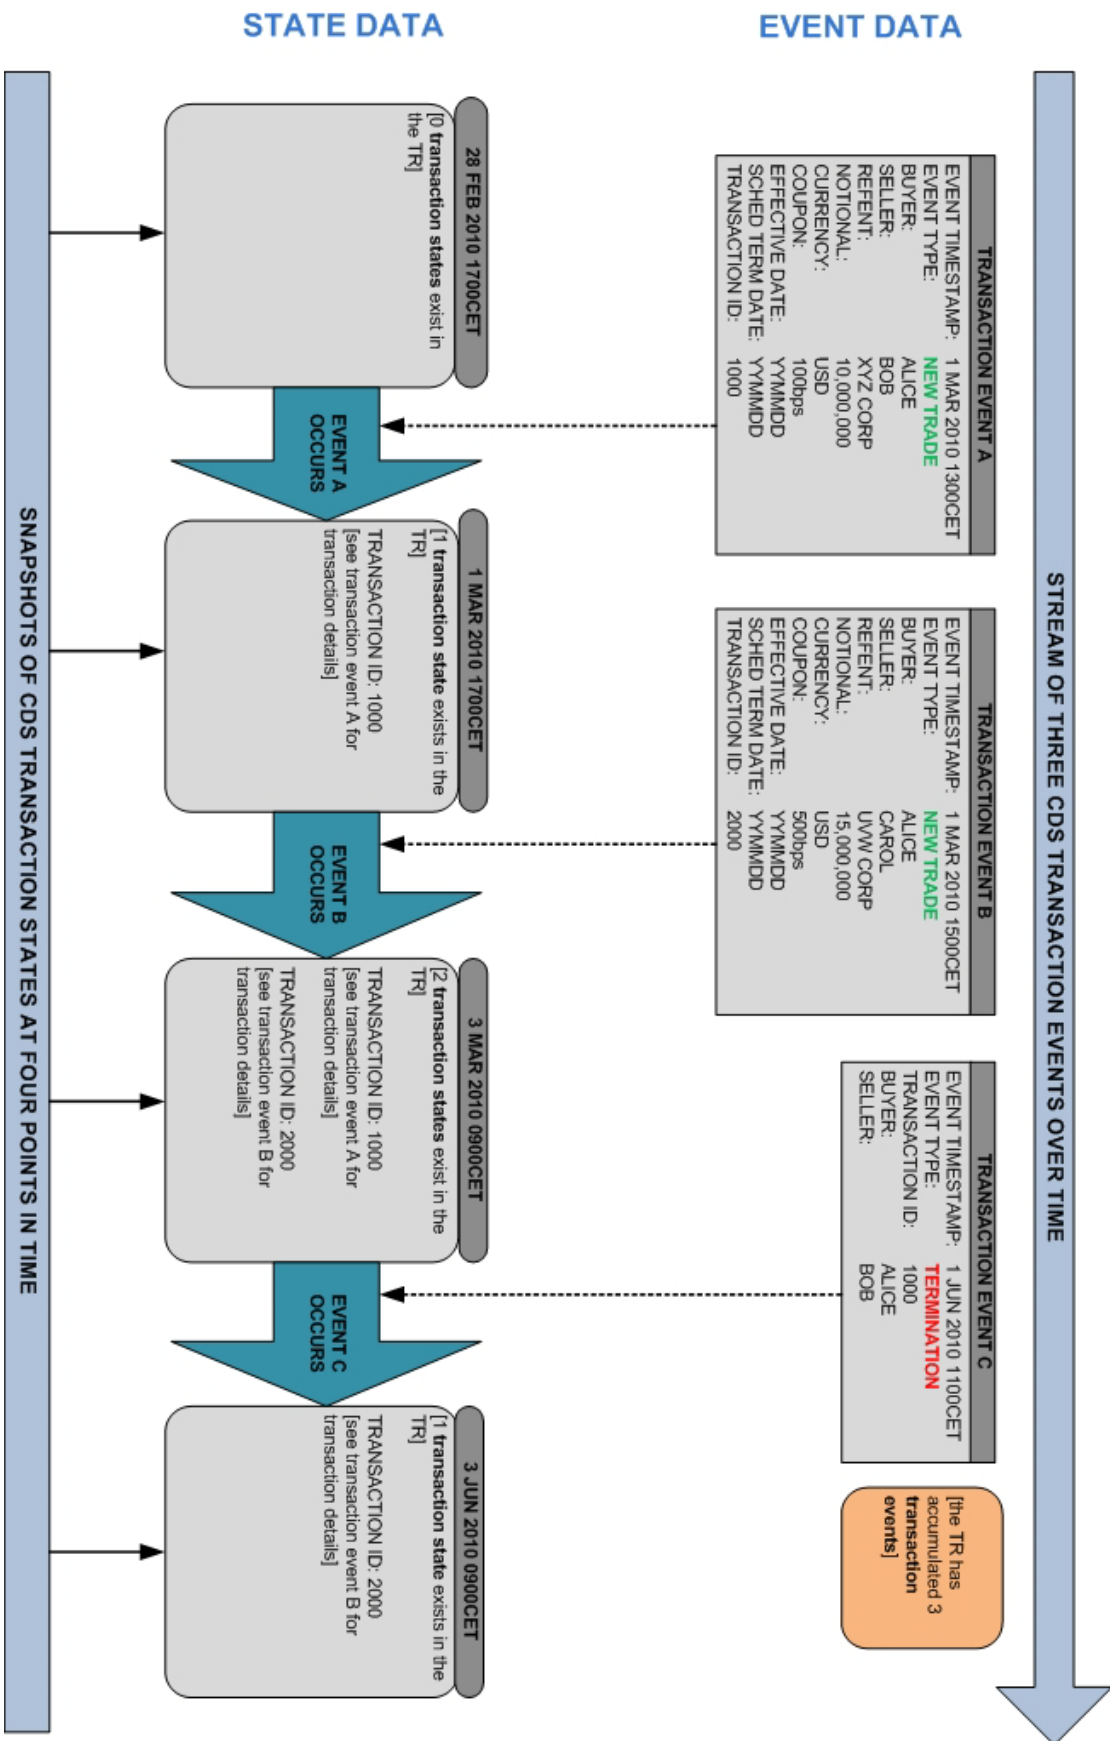 STREAM OF THREE CDS TRANSACTION EVENTS OVER TIME
EVENT DATA
TRANSACTION EVENT A
EVENT TIMESTAMP: 1 MAR 2010 1300CET
EVENT TYPE: NEW TRADE
BUYER: ALICE
SELLER: BOB
REFENT: XYZ CORP
NOTIONAL: 10,000,000
CURRENCY: USD
COUPON: 100bps
EFFECTIVE DATE: YYMMDD
SCHED TERM DATE: YYMMDD
TRANSACTION ID: 1000
TRANSACTION EVENT B
EVENT TIMESTAMP: 1 MAR 2010 1500CET
EVENT TYPE: NEW TRADE
BUYER: ALICE
SELLER: CAROL
REFENT: UVW CORP
NOTIONAL: 15,000,000
CURRENCY: USD
COUPON: 500bps
EFFECTIVE DATE: YYMMDD
SCHED TERM DATE: YYMMDD
TRANSACTION ID: 2000
TRANSACTION EVENT C
EVENT TIMESTAMP: 1 JUN 2010 1100CET
EVENT TYPE: TERMINATION
TRANSACTION ID: 1000
BUYER: ALICE
SELLER: BOB
[the TR has
accumulated 3
transaction
events]
STATE DATA
28 FEB 2010 1700CET
[0 transaction states exist in
the TR]
EVENT A
OCCURS
1 MAR 2010 1700CET
[1 transaction state exists in the
TR]
TRANSACTION ID: 1000
[see transaction event A for
transaction details]
EVENT B
OCCURS
3 MAR 2010 0900CET
[2 transaction states exist in the
TR]
TRANSACTION ID: 1000
[see transaction event A for
transaction details]
TRANSACTION ID: 2000
[see transaction event B for
transaction details]
EVENT C
OCCURS
3 JUN 2010 0900CET
[1 transaction state exists in the
TR]
TRANSACTION ID: 2000
[see transaction event B for
transaction details]
SNAPSHOTS OF CDS TRANSACTION STATES AT FOUR POINTS IN TIME